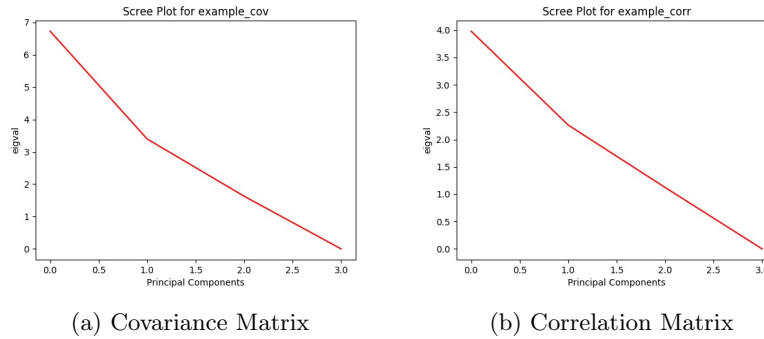 Scree Plot for example_cov
7
6
5
4
3
2
1
0
eigval
0.0 0.5 1.0 1.5 2.0 2.5 3.0
Principal Components
(a) Covariance Matrix
Scree Plot for example_corr
4.0
3.5
3.0
2.5
2.0
1.5
1.0
0.5
0.0
eigval
0.0 0.5 1.0 1.5 2.0 2.5 3.0
Principal Components
(b) Correlation Matrix